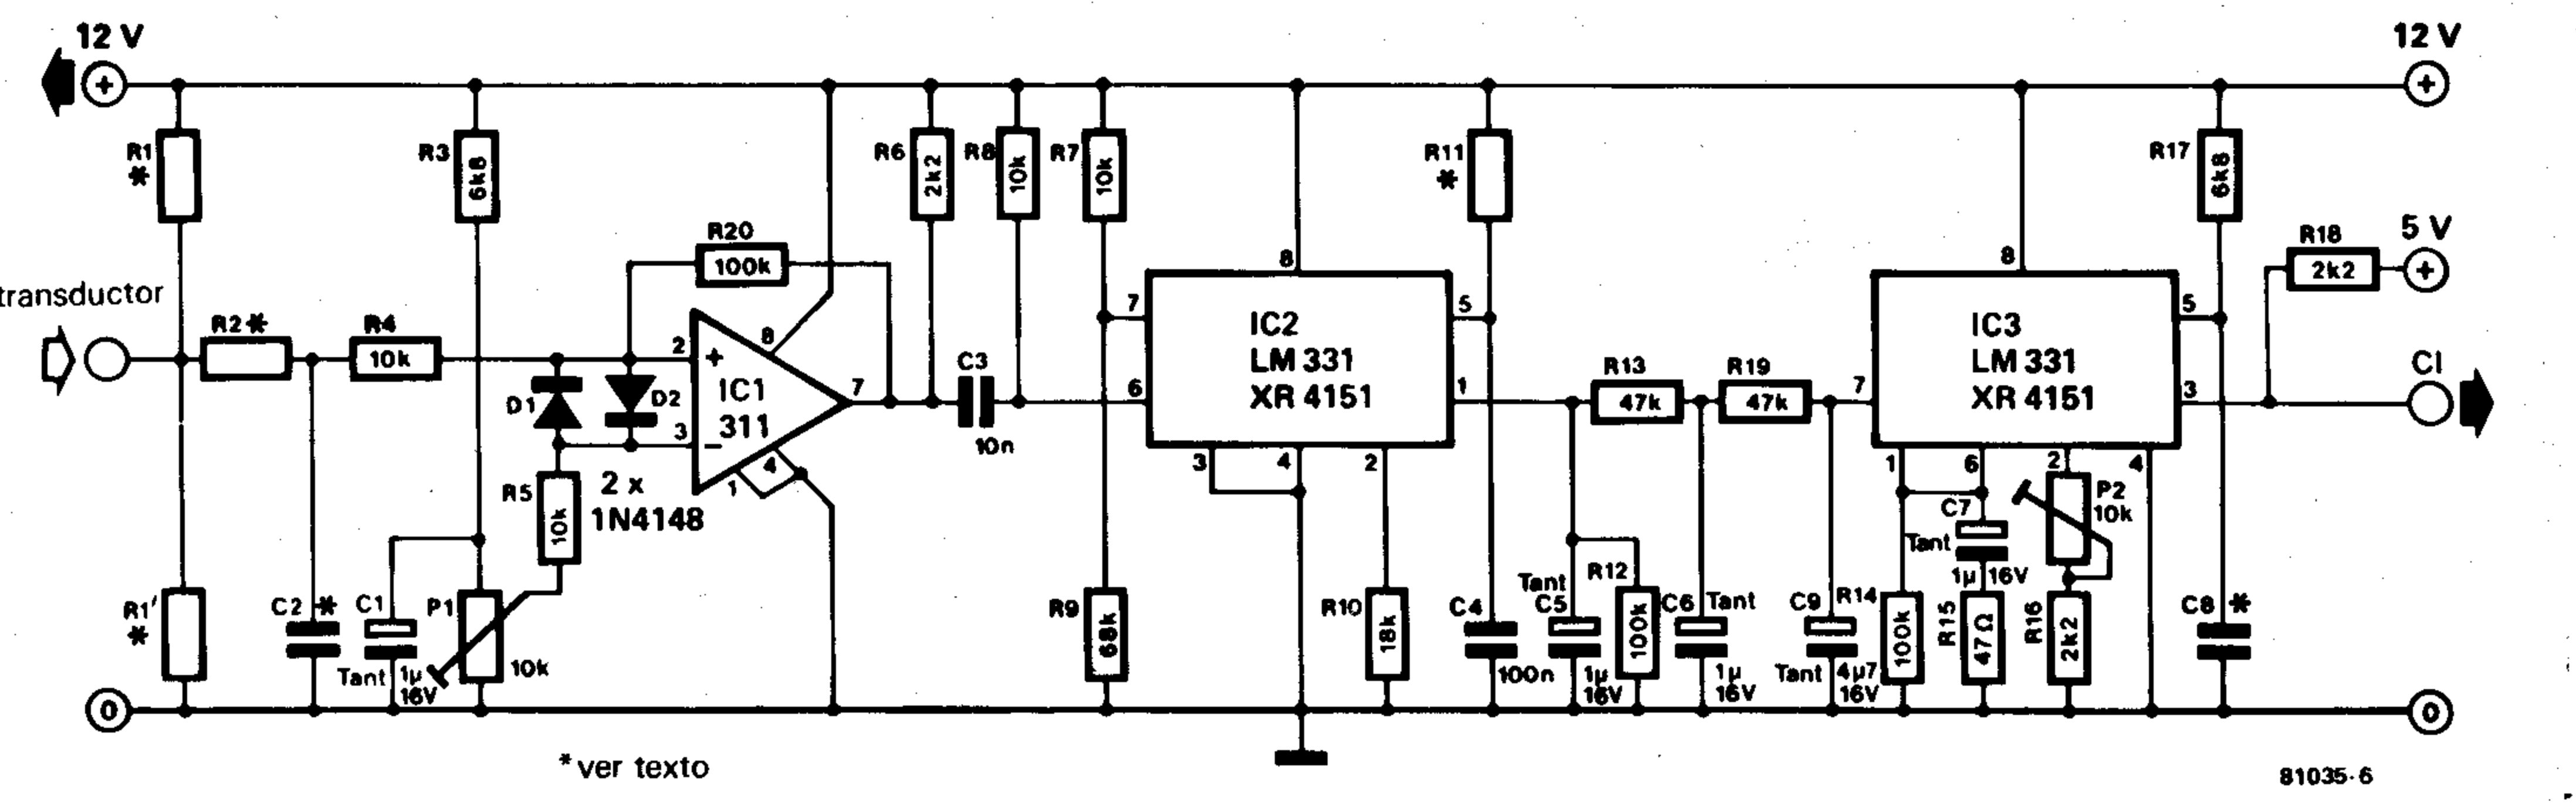 12 V
12 V
R1
*
R3
6k8
R6
2k2
R8
10k
R7
10k
R11
*
R17
6k8
R20
100k
8
8
5 V
R18
2k2
+
+
+
transductor
R2*
R4
10k
2
+
8
IC1
311
7
3
−
4
1
D1
D2
C3
10n
7
6
IC2
LM 331
XR 4151
5
1
3
4
2
R13
47k
R19
47k
7
IC3
LM 331
XR 4151
5
3
CI
1
6
2
4
R5
10k
2 x
1N4148
P2
10k
C7
Tant
1µ 16V
R1'
*
C2 *
C1
Tant
1µ
16V
P1
10k
R9
68k
R10
18k
C4
100n
Tant
C5
1µ
16V
R12
100k
C6
Tant
1µ
16V
C9
Tant
4µ7
16V
R14
100k
R15
47Ω
R16
2k2
C8 *
0
0
* ver texto
81035-6